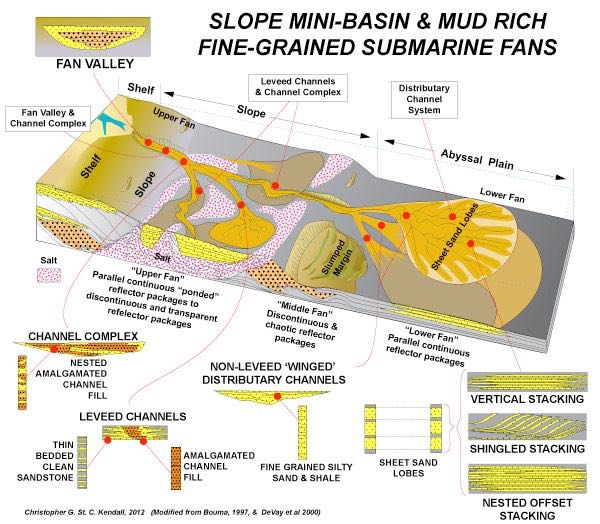 SLOPE MINI-BASIN & MUD RICH
FINE-GRAINED SUBMARINE FANS
FAN VALLEY
Fan Valley &
Channel Complex
Leveed Channels
& Channel Complex
Distributary
Channel
System
Shelf
Slope
Abyssal Plain
Upper Fan
Lower Fan
Shelf
Slope
Sheet Sand Lobes
Slumped
Margin
Salt
Salt
"Upper Fan"
Parallel continuous "ponded"
reflector packages to
discontinuous and transparent
refelector packages
"Middle Fan"
Discontinuous &
chaotic reflector
packages
"Lower Fan"
Parallel continuous
reflector packages
CHANNEL COMPLEX
NESTED
AMALGAMATED
CHANNEL
FILL
LEVEED CHANNELS
THIN
BEDDED
CLEAN
SANDSTONE
AMALGAMATED
CHANNEL
FILL
NON-LEVEED 'WINGED'
DISTRIBUTARY CHANNELS
FINE GRAINED SILTY
SAND & SHALE
SHEET SAND
LOBES
VERTICAL STACKING
SHINGLED STACKING
NESTED OFFSET
STACKING
Christopher G. St. C. Kendall, 2012 (Modified from Bouma, 1997, & DeVay et al 2000)